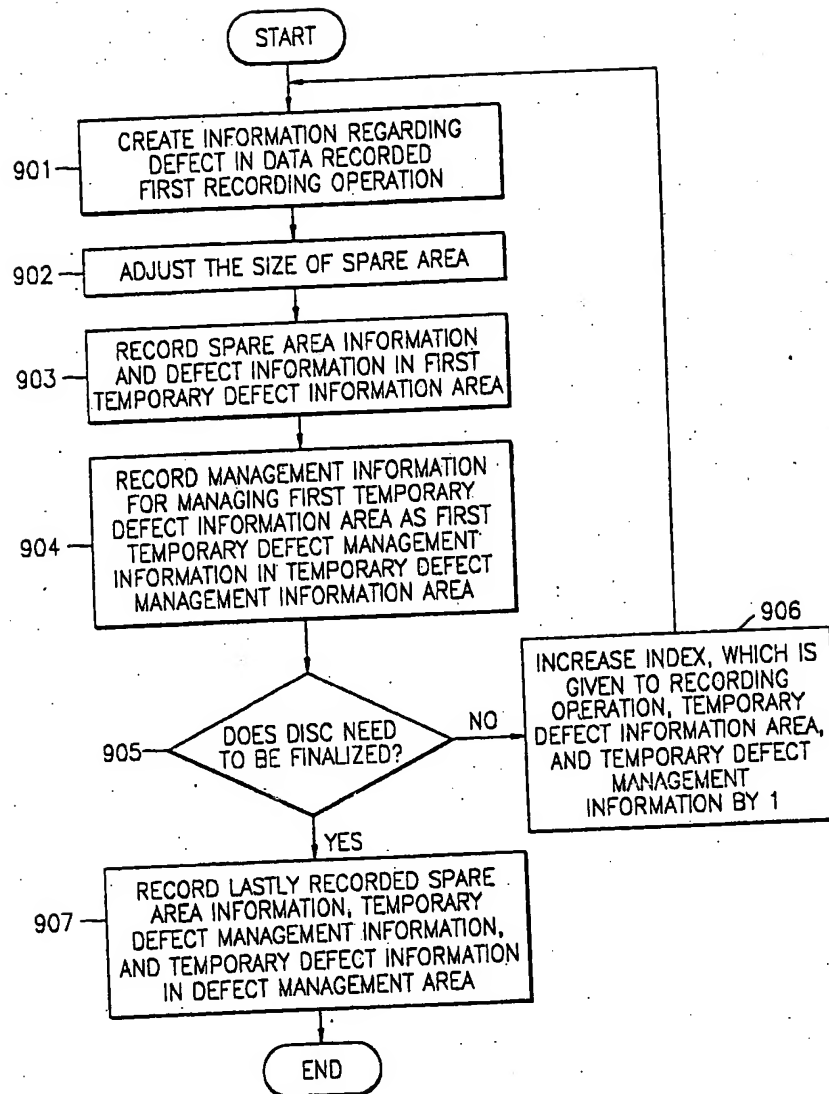 START
901
CREATE INFORMATION REGARDING
DEFECT IN DATA RECORDED
FIRST RECORDING OPERATION
902
ADJUST THE SIZE OF SPARE AREA
903
RECORD SPARE AREA INFORMATION
AND DEFECT INFORMATION IN FIRST
TEMPORARY DEFECT INFORMATION AREA
904
RECORD MANAGEMENT INFORMATION
FOR MANAGING FIRST TEMPORARY
DEFECT INFORMATION AREA AS FIRST
TEMPORARY DEFECT MANAGEMENT
INFORMATION IN TEMPORARY DEFECT
MANAGEMENT INFORMATION AREA
905
DOES DISC NEED
TO BE FINALIZED?
NO
906
INCREASE INDEX, WHICH IS
GIVEN TO RECORDING
OPERATION, TEMPORARY
DEFECT INFORMATION AREA,
AND TEMPORARY DEFECT
MANAGEMENT
INFORMATION BY 1
YES
907
RECORD LASTLY RECORDED SPARE
AREA INFORMATION, TEMPORARY
DEFECT MANAGEMENT INFORMATION,
AND TEMPORARY DEFECT INFORMATION
IN DEFECT MANAGEMENT AREA
END